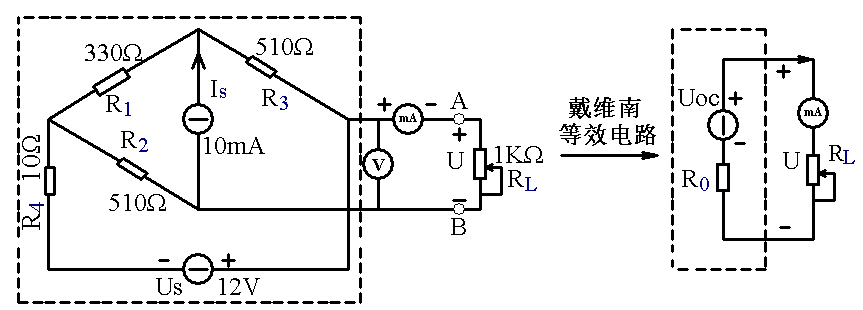 330Ω
510Ω
R1
Is
R3
R2
10mA
10Ω
R4
510Ω
Us
12V
+ mA - A
V
+
U
1KΩ
RL
-
B
- +
戴维南
等效电路
Uoc
+
-
R0
+
mA
U
RL
-